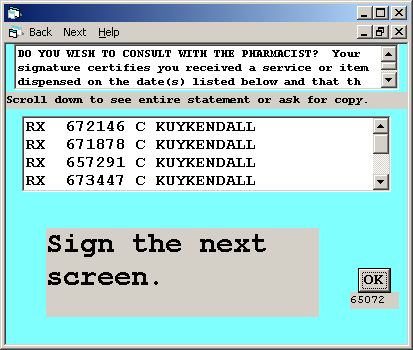 Back Next Help
DO YOU WISH TO CONSULT WITH THE PHARMACIST? Your
signature certifies you received a service or item
dispensed on the date(s) listed below and that th
Scroll down to see entire statement or ask for copy.
RX 672146 C KUYKENDALL
RX 671878 C KUYKENDALL
RX 657291 C KUYKENDALL
RX 673447 C KUYKENDALL
Sign the next
screen.
OK
65072